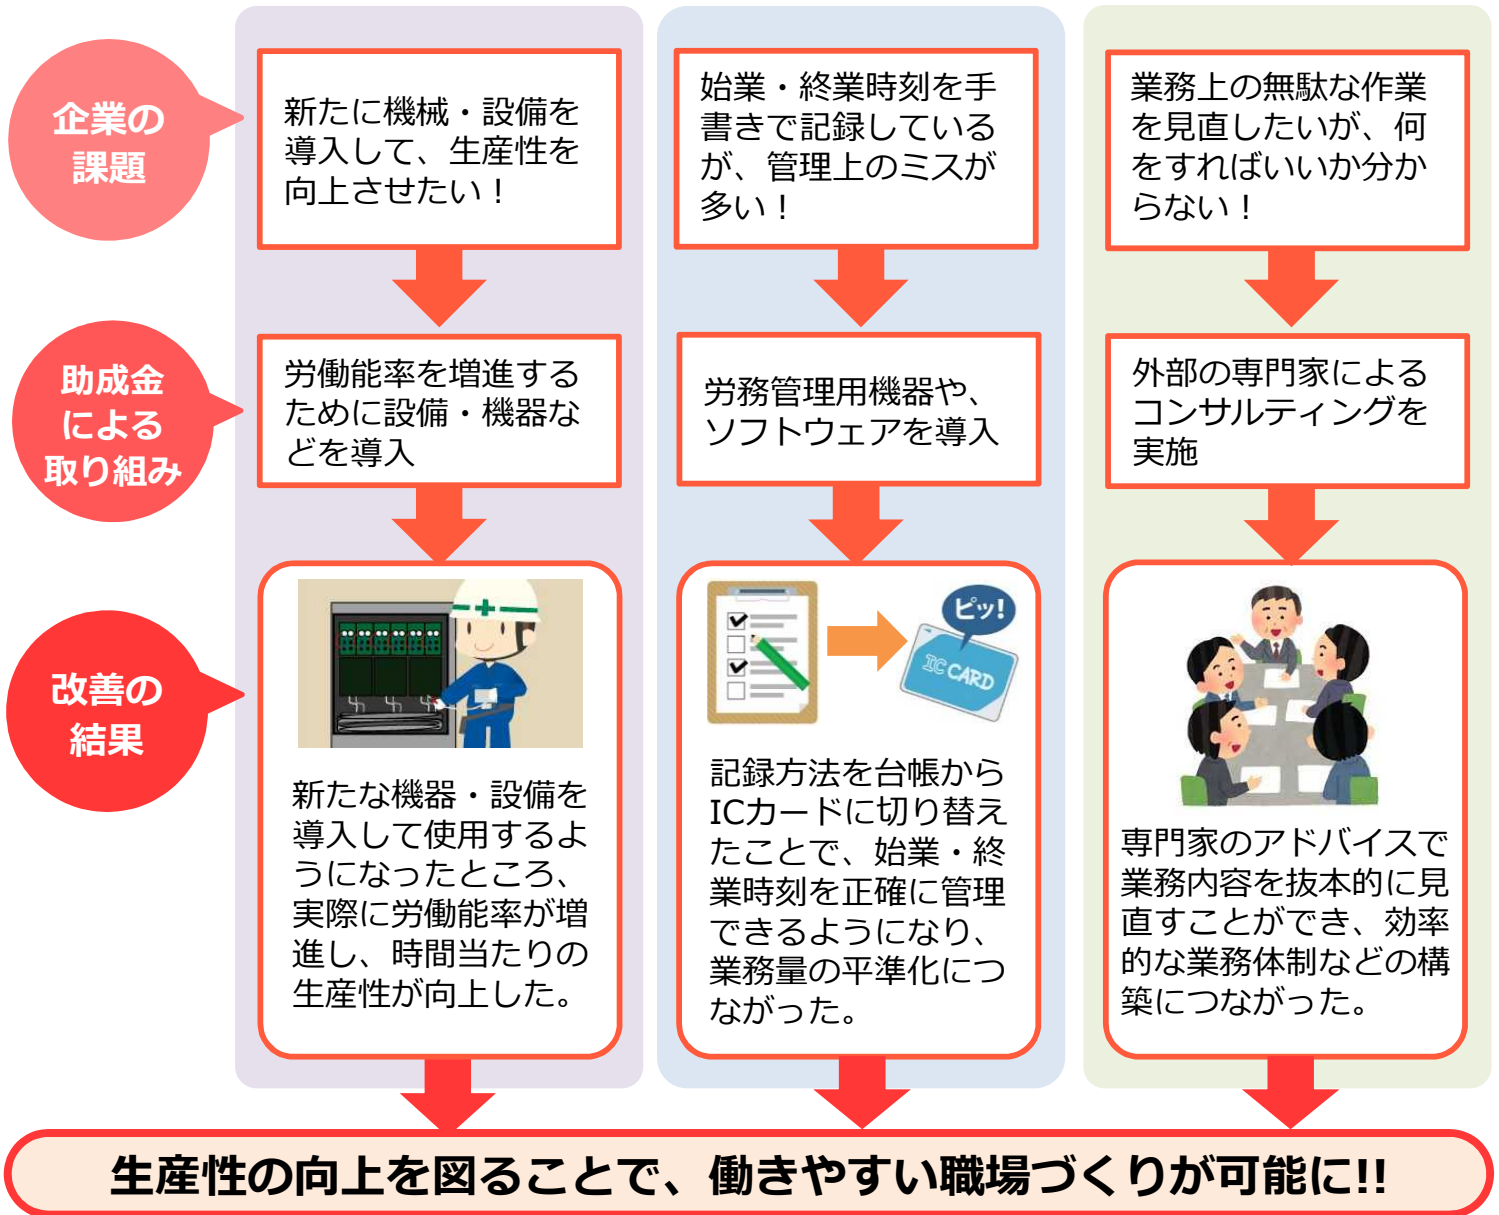 企業の
課題
新たに機械・設備を
導入して、生産性を
向上させたい！
始業・終業時刻を手
書きで記録している
が、管理上のミスが
多い！
業務上の無駄な作業
を見直したいが、何
をすればいいか分か
らない！
助成金
による
取り組み
労働能率を増進する
ために設備・機器な
どを導入
労務管理用機器や、
ソフトウェアを導入
外部の専門家による
コンサルティングを
実施
改善の
結果
新たな機器・設備を
導入して使用するよ
うになったところ、
実際に労働能率が増
進し、時間当たりの
生産性が向上した。
ピッ!
IC CARD
記録方法を台帳から
ICカードに切り替え
たことで、始業・終
業時刻を正確に管理
できるようになり、
業務量の平準化につ
ながった。
専門家のアドバイスで
業務内容を抜本的に見
直すことができ、効率
的な業務体制などの構
築につながった。
生産性の向上を図ることで、働きやすい職場づくりが可能に!!